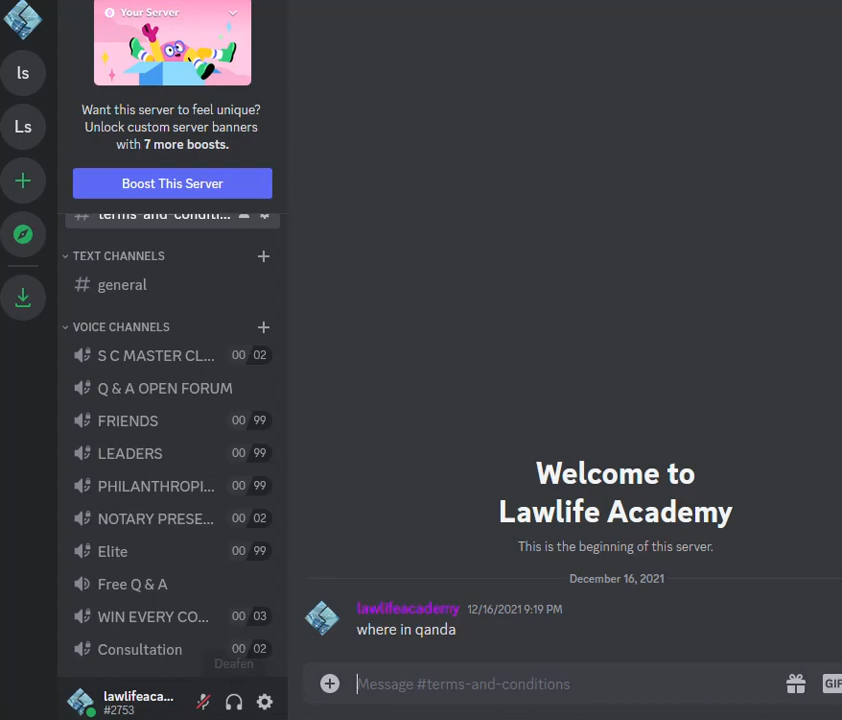 Your Server
Want this server to feel unique?
Unlock custom server banners
with 7 more boosts.
Boost This Server
ls
Ls
# terms-and-conditi...
TEXT CHANNELS
# general
VOICE CHANNELS
S C MASTER CL... 00 02
Q & A OPEN FORUM
FRIENDS 00 99
LEADERS 00 99
PHILANTHROPI... 00 99
NOTARY PRESE... 00 02
Elite 00 99
Free Q & A
WIN EVERY CO... 00 03
Consultation 00 02
Deafen
lawlifeaca...
#2753
Welcome to
Lawlife Academy
This is the beginning of this server.
December 16, 2021
lawlifeacademy 12/16/2021 9:19 PM
where in qanda
Message #terms-and-conditions
GIF